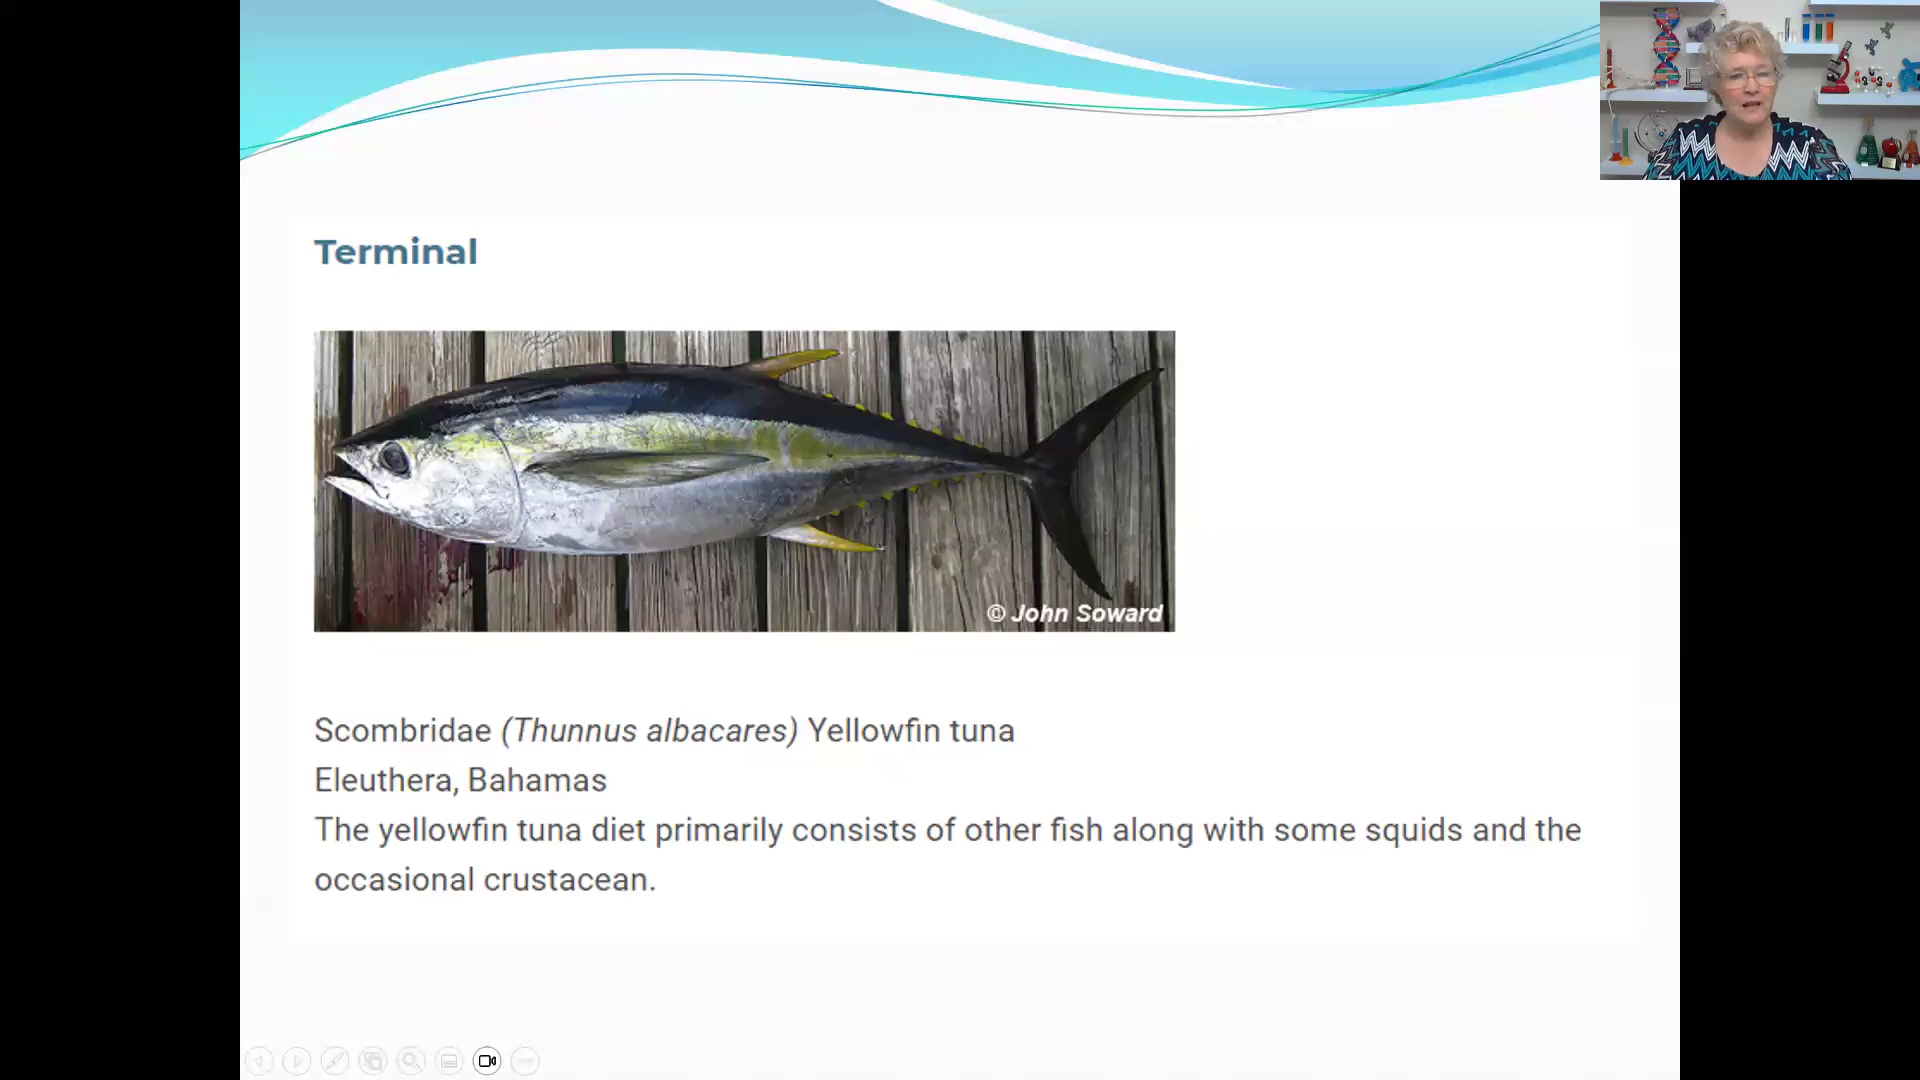 Terminal
© John Soward
Scombridae (Thunnus albacares) Yellowfin tuna
Eleuthera, Bahamas
The yellowfin tuna diet primarily consists of other fish along with some squids and the
occasional crustacean.